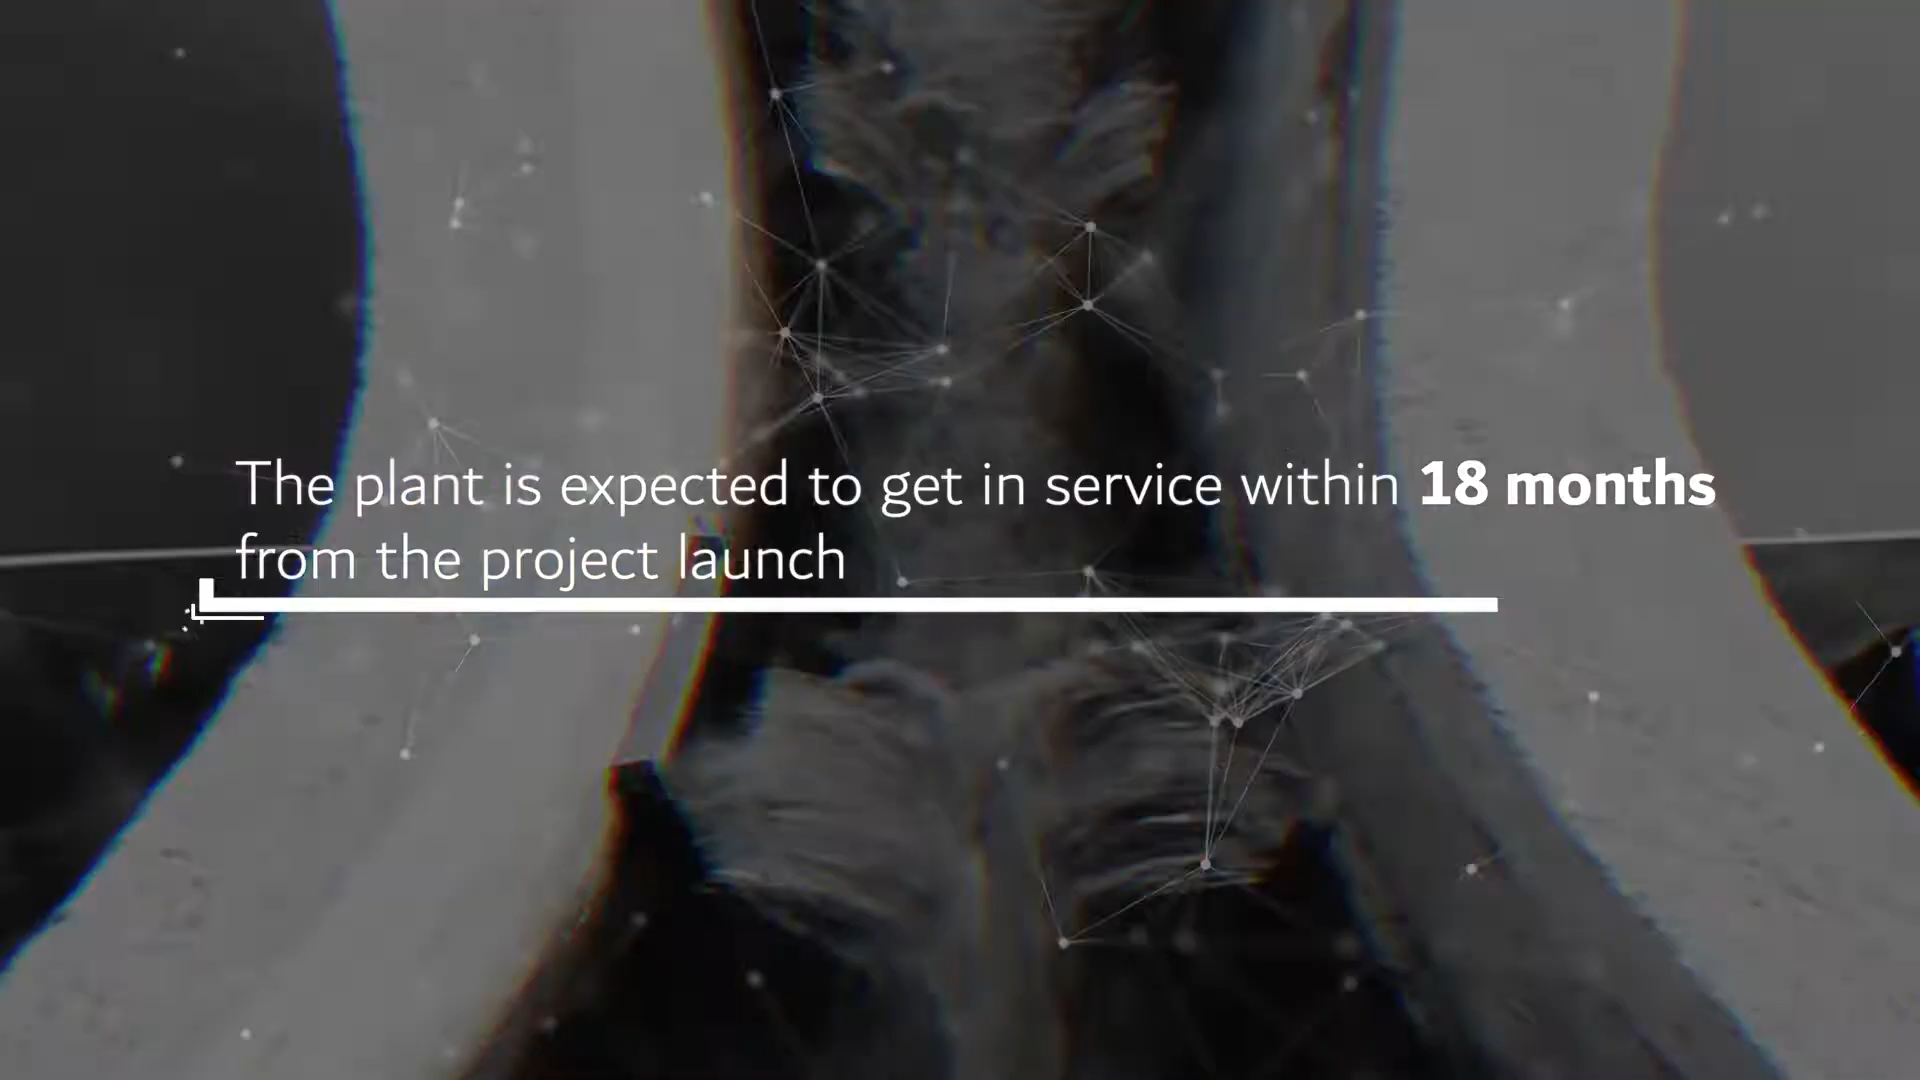 The plant is expected to get in service within 18 months
from the project launch